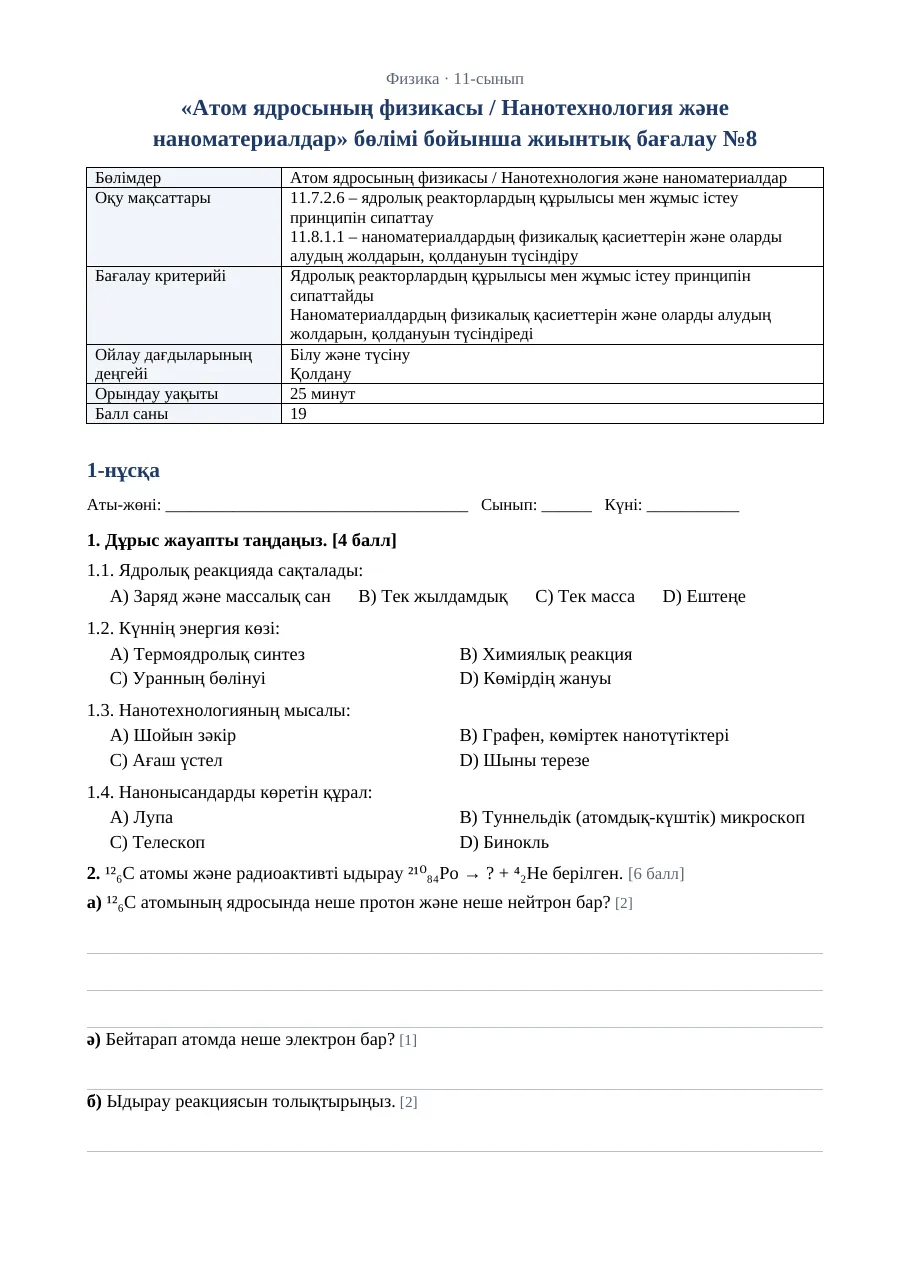 Физика · 11-сынып
«Атом ядросының физикасы / Нанотехнология және
наноматериалдар» бөлімі бойынша жиынтық бағалау №8
Бөлімдер Атом ядросының физикасы / Нанотехнология және наноматериалдар
Оқу мақсаттары 11.7.2.6 – ядролық реакторлардың құрылысы мен жұмыс істеу
принципін сипаттау
11.8.1.1 – наноматериалдардың физикалық қасиеттерін және оларды
алудың жолдарын, қолдануын түсіндіру
Бағалау критерийі Ядролық реакторлардың құрылысы мен жұмыс істеу принципін
сипаттайды
Наноматериалдардың физикалық қасиеттерін және оларды алудың
жолдарын, қолдануын түсіндіреді
Ойлау дағдыларының Білу және түсіну
деңгейі Қолдану
Орындау уақыты 25 минут
Балл саны 19
1-нұсқа
Аты-жөні: ____________________________________ Сынып: ______ Күні: ___________
1. Дұрыс жауапты таңдаңыз. [4 балл]
1.1. Ядролық реакцияда сақталады:
A) Заряд және массалық сан B) Тек жылдамдық C) Тек масса D) Ештеңе
1.2. Күннің энергия көзі:
A) Термоядролық синтез B) Химиялық реакция
C) Уранның бөлінуі D) Көмірдің жануы
1.3. Нанотехнологияның мысалы:
A) Шойын зәкір B) Графен, көміртек нанотүтіктері
C) Ағаш үстел D) Шыны терезе
1.4. Нанонысандарды көретін құрал:
A) Лупа B) Туннельдік (атомдық-күштік) микроскоп
C) Телескоп D) Бинокль
2. ¹²₆C атомы және радиоактивті ыдырау ²¹⁰₈₄Po → ? + ⁴₂He берілген. [6 балл]
а) ¹²₆C атомының ядросында неше протон және неше нейтрон бар? [2]
ә) Бейтарап атомда неше электрон бар? [1]
б) Ыдырау реакциясын толықтырыңыз. [2]